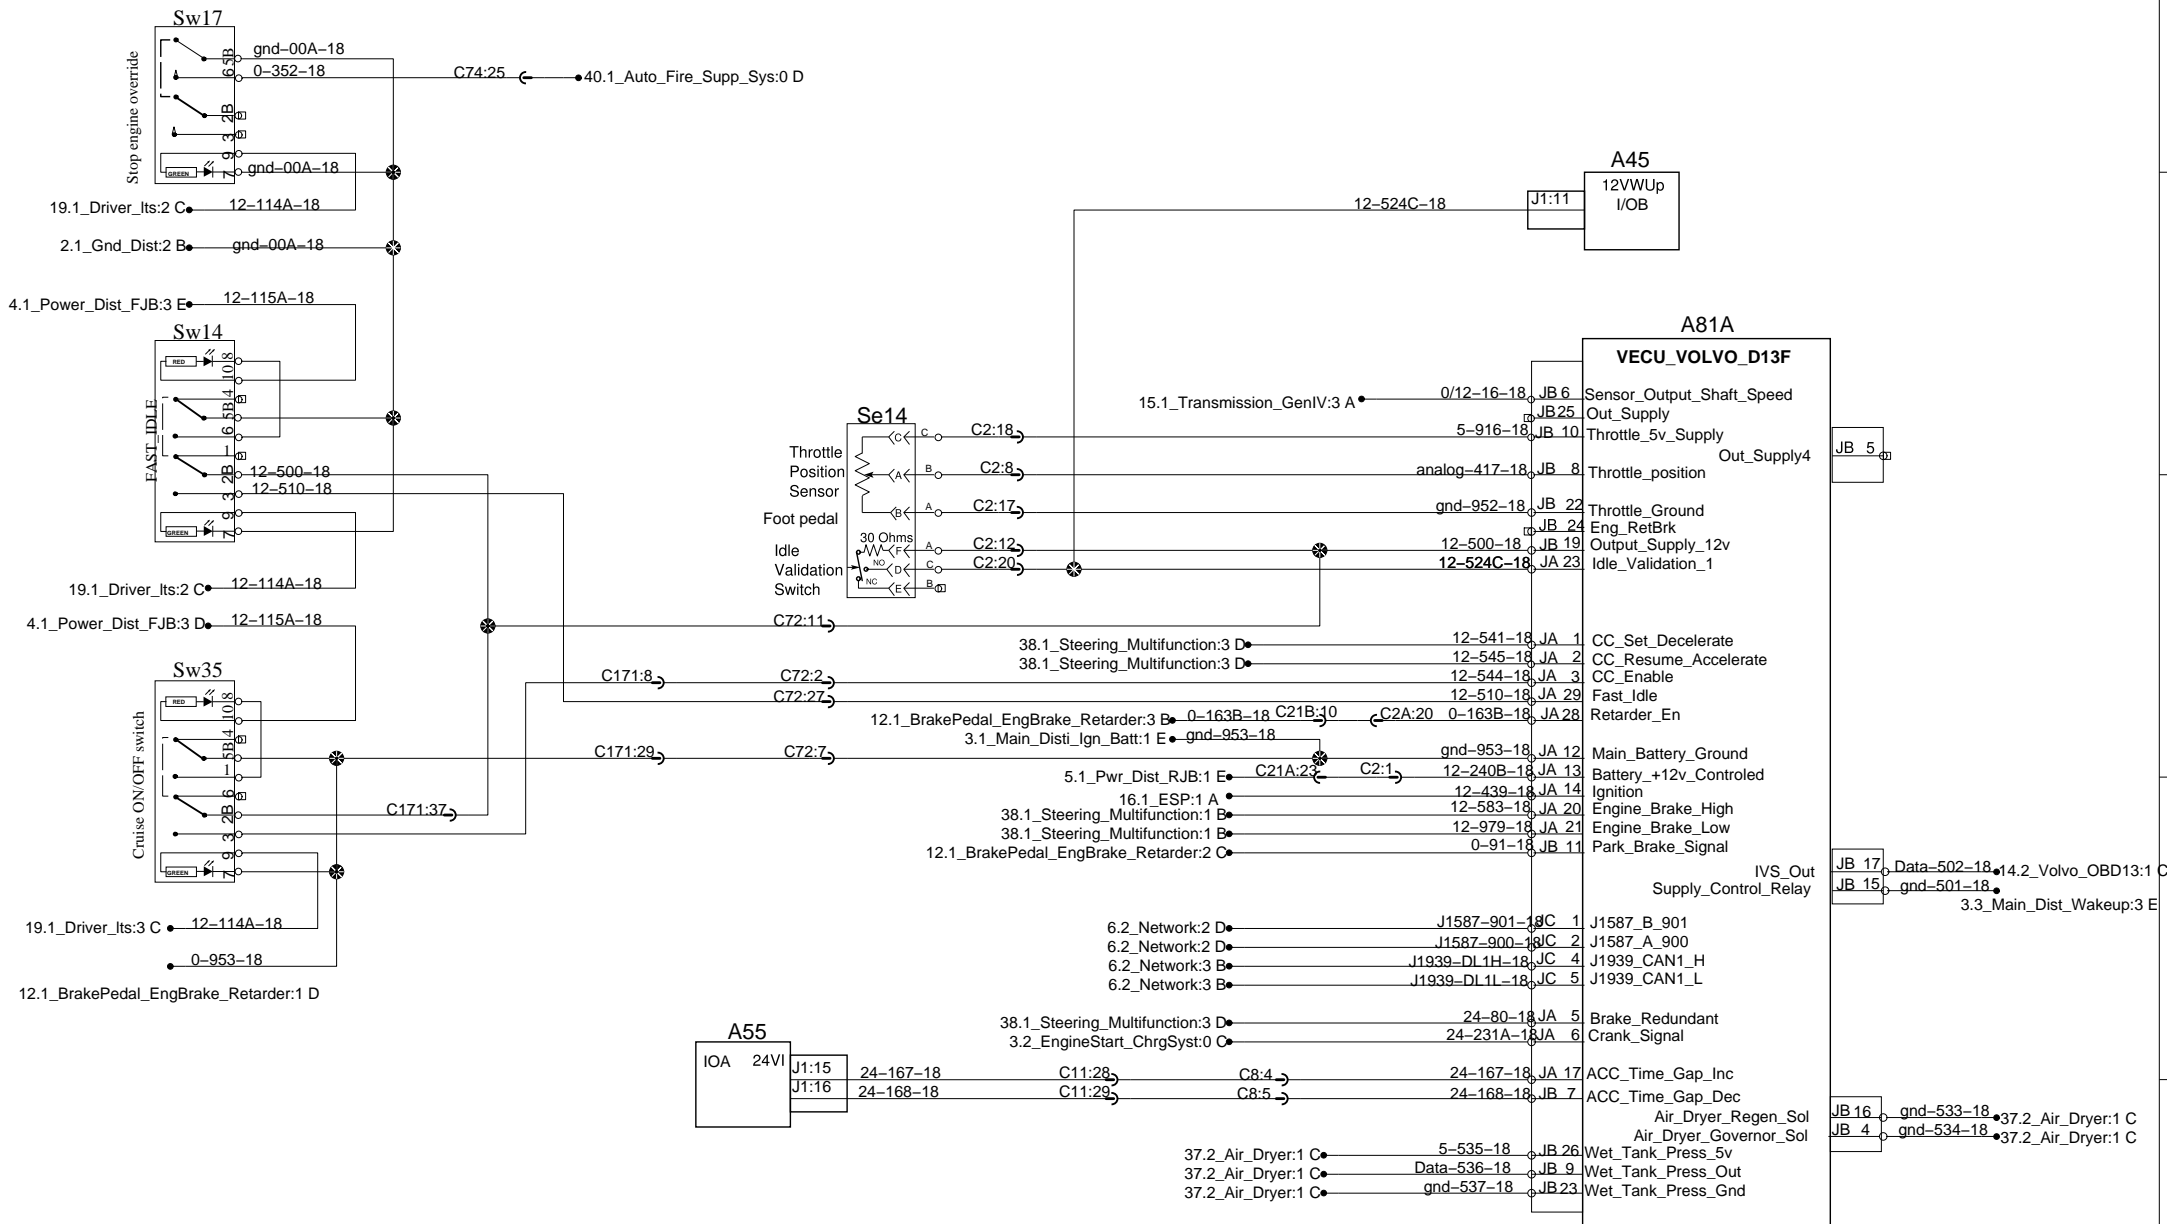 Sw17
Stop engine override
5B gnd–00A–18
6 0–352–18 C74:25 40.1_Auto_Fire_Supp_Sys:0 D
2B
3
9
GREEN 7 gnd–00A–18
19.1_Driver_lts:2 C 12–114A–18
2.1_Gnd_Dist:2 B gnd–00A–18
4.1_Power_Dist_FJB:3 E 12–115A–18
Sw14
FAST_IDLE
RED 8
10
4
5B
6
1
2B 12–500–18
3 12–510–18
9
GREEN 7
19.1_Driver_lts:2 C 12–114A–18
4.1_Power_Dist_FJB:3 D 12–115A–18
Sw35
Cruise ON/OFF switch
RED 8
10
4
5B C171:29 C72:7
1
6
2B C171:37
3
9
GREEN 7
19.1_Driver_lts:3 C 12–114A–18
0–953–18
12.1_BrakePedal_EngBrake_Retarder:1 D
A45
12VWUp
I/OB
J1:11
12–524C–18
Se14
Throttle
Position
Sensor
Foot pedal
Idle
Validation
Switch
30 Ohms
NO
NC
C C C2:18
A B C2:8
B A C2:17
F A C2:12
D C C2:20
E B
C72:11
C171:8 C72:2
C72:27
A81A
VECU_VOLVO_D13F
15.1_Transmission_GenIV:3 A 0/12–16–18 JB 6 Sensor_Output_Shaft_Speed
JB 25 Out_Supply
5–916–18 JB 10 Throttle_5v_Supply
Out_Supply4 JB 5
analog–417–18 JB 8 Throttle_position
gnd–952–18 JB 22 Throttle_Ground
JB 24 Eng_RetBrk
12–500–18 JB 19 Output_Supply_12v
12–524C–18 JA 23 Idle_Validation_1
38.1_Steering_Multifunction:3 D 12–541–18 JA 1 CC_Set_Decelerate
38.1_Steering_Multifunction:3 D 12–545–18 JA 2 CC_Resume_Accelerate
12–544–18 JA 3 CC_Enable
12–510–18 JA 29 Fast_Idle
12.1_BrakePedal_EngBrake_Retarder:3 B 0–163B–18 C21B:10 C2A:20 0–163B–18 JA 28 Retarder_En
3.1_Main_Disti_Ign_Batt:1 E gnd–953–18
gnd–953–18 JA 12 Main_Battery_Ground
5.1_Pwr_Dist_RJB:1 E C21A:23 C2:1 12–240B–18 JA 13 Battery_+12v_Controled
16.1_ESP:1 A 12–439–18 JA 14 Ignition
38.1_Steering_Multifunction:1 B 12–583–18 JA 20 Engine_Brake_High
38.1_Steering_Multifunction:1 B 12–979–18 JA 21 Engine_Brake_Low
12.1_BrakePedal_EngBrake_Retarder:2 C 0–91–18 JB 11 Park_Brake_Signal
IVS_Out JB 17 Data–502–18 14.2_Volvo_OBD13:1 C
Supply_Control_Relay JB 15 gnd–501–18
3.3_Main_Dist_Wakeup:3 E
6.2_Network:2 D J1587–901–18 JC 1 J1587_B_901
6.2_Network:2 D J1587–900–18 JC 2 J1587_A_900
6.2_Network:3 B J1939–DL1H–18 JC 4 J1939_CAN1_H
6.2_Network:3 B J1939–DL1L–18 JC 5 J1939_CAN1_L
38.1_Steering_Multifunction:3 D 24–80–18 JA 5 Brake_Redundant
3.2_EngineStart_ChrgSyst:0 C 24–231A–18 JA 6 Crank_Signal
A55
IOA 24VI
J1:15 24–167–18 C11:28 C8:4 24–167–18 JA 17 ACC_Time_Gap_Inc
J1:16 24–168–18 C11:29 C8:5 24–168–18 JB 7 ACC_Time_Gap_Dec
Air_Dryer_Regen_Sol JB 16 gnd–533–18 37.2_Air_Dryer:1 C
Air_Dryer_Governor_Sol JB 4 gnd–534–18 37.2_Air_Dryer:1 C
37.2_Air_Dryer:1 C 5–535–18 JB 26 Wet_Tank_Press_5v
37.2_Air_Dryer:1 C Data–536–18 JB 9 Wet_Tank_Press_Out
37.2_Air_Dryer:1 C gnd–537–18 JB 23 Wet_Tank_Press_Gnd